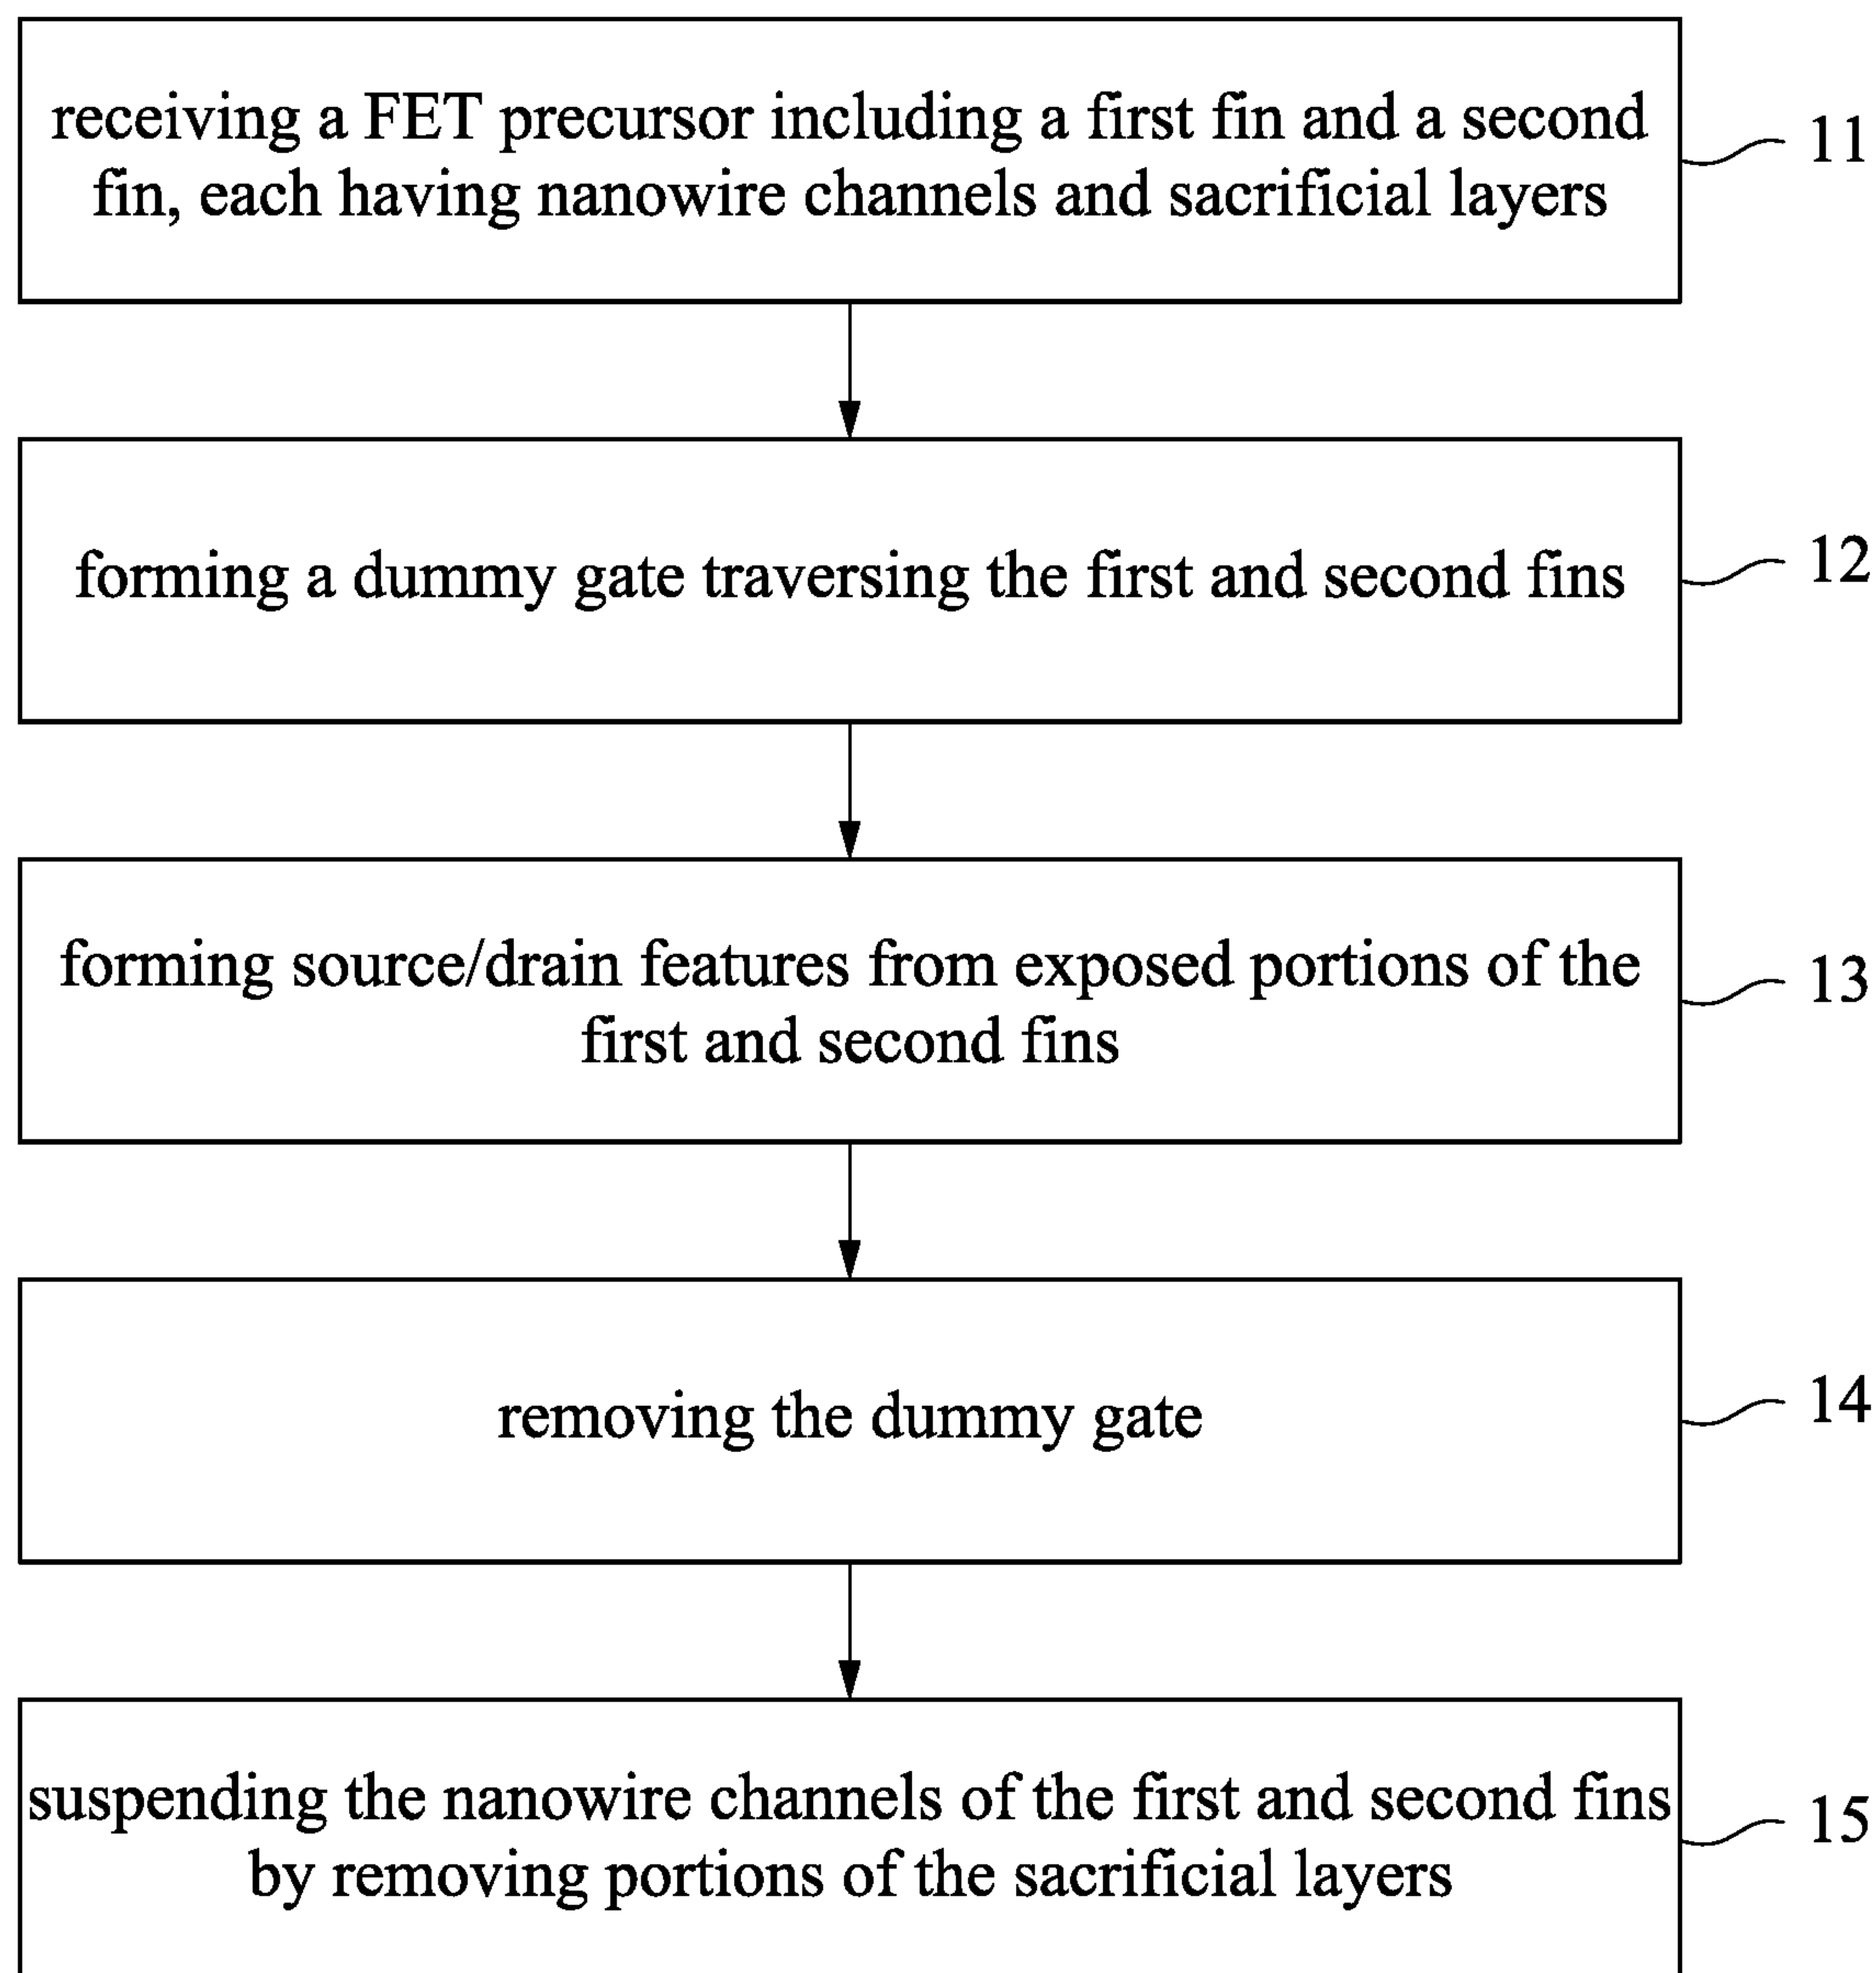 receiving a FET precursor including a first fin and a second
fin, each having nanowire channels and sacrificial layers
11
forming a dummy gate traversing the first and second fins
12
forming source/drain features from exposed portions of the
first and second fins
13
removing the dummy gate
14
suspending the nanowire channels of the first and second fins
by removing portions of the sacrificial layers
15